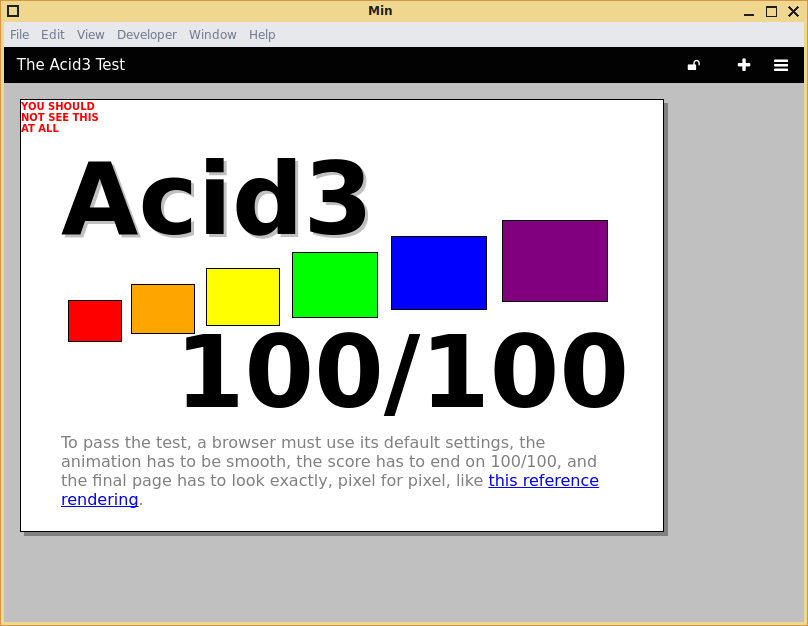 Min
File Edit View Developer Window Help
The Acid3 Test
YOU SHOULD
NOT SEE THIS
AT ALL
Acid3
100/100
To pass the test, a browser must use its default settings, the
animation has to be smooth, the score has to end on 100/100, and
the final page has to look exactly, pixel for pixel, like this reference
rendering.